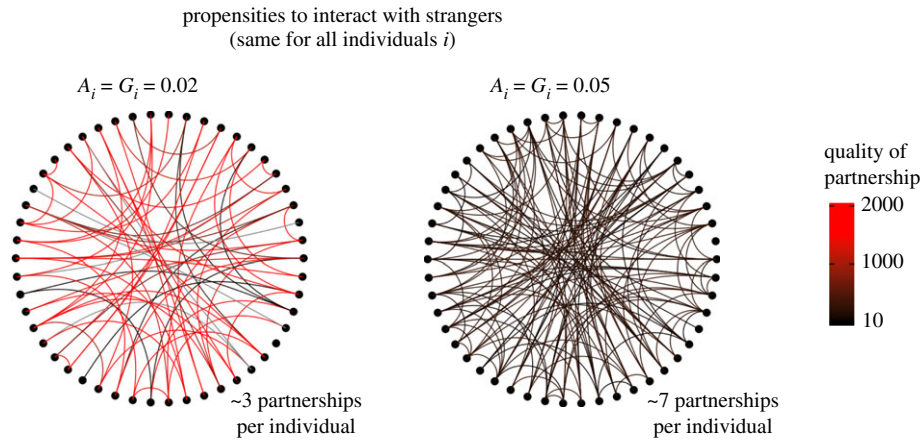 propensities to interact with strangers
(same for all individuals i)
A_i = G_i = 0.02
A_i = G_i = 0.05
quality of
partnership
2000
1000
10
~3 partnerships
per individual
~7 partnerships
per individual